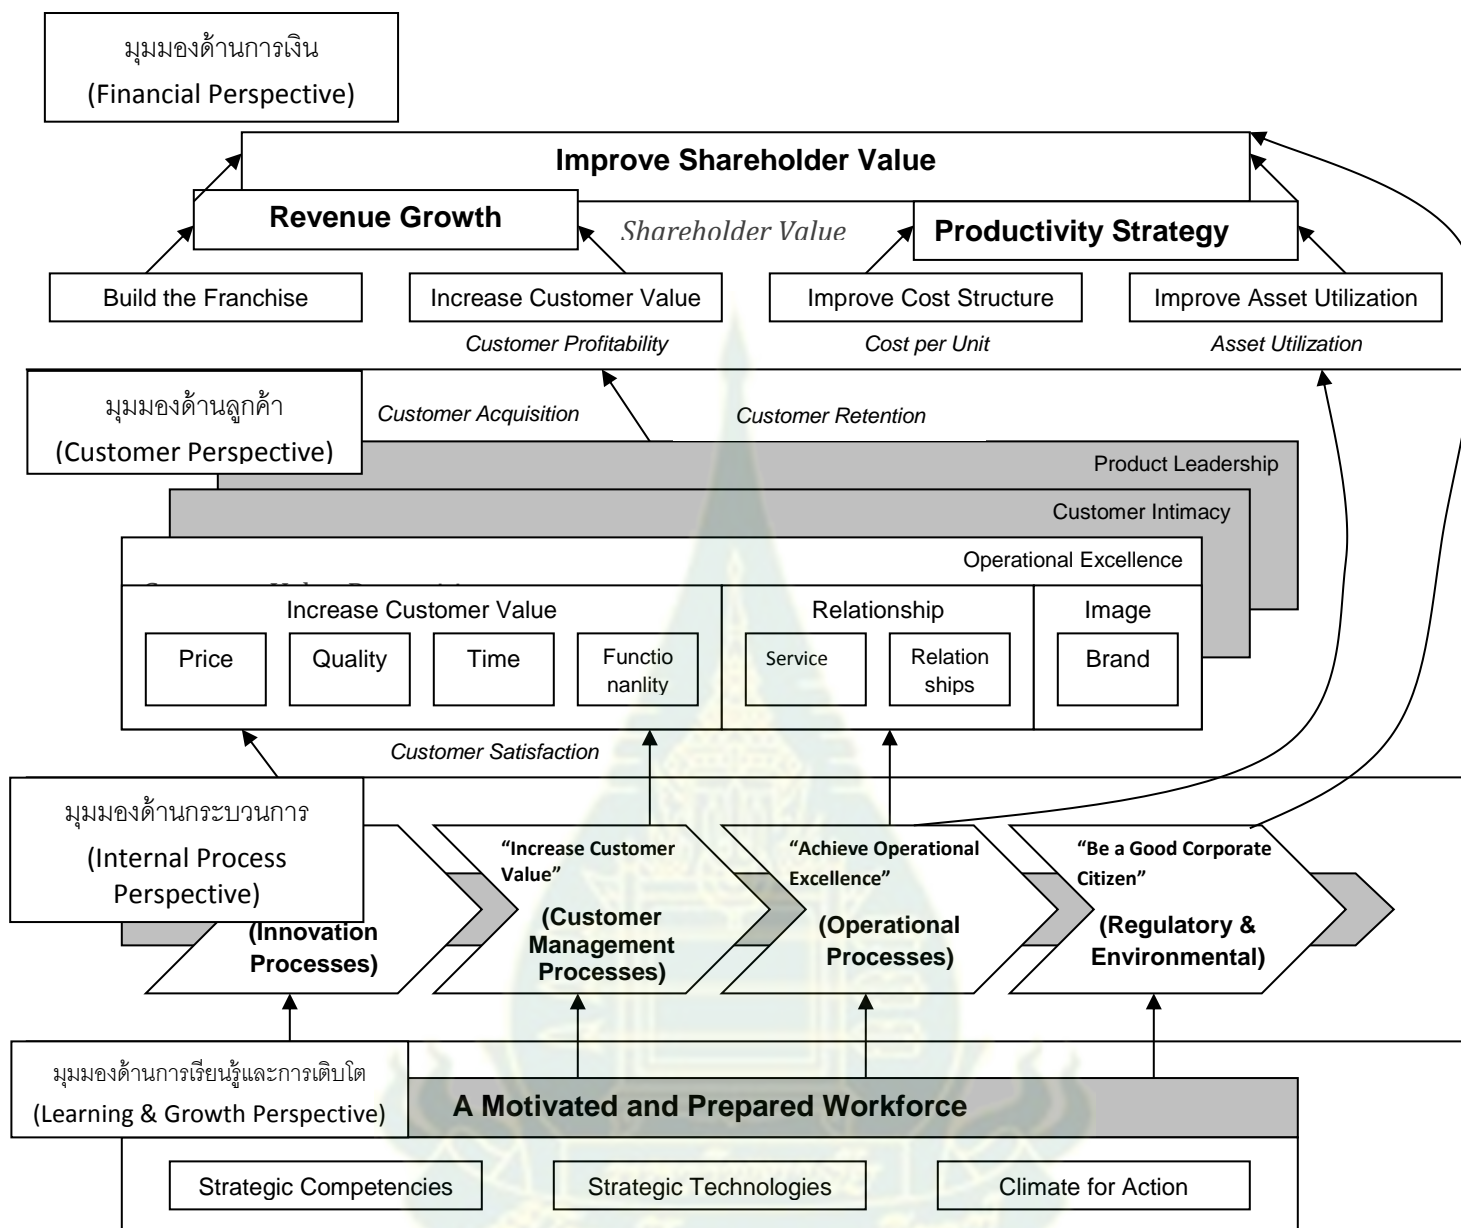 มุมมองด้านการเงิน
(Financial Perspective)
Improve Shareholder Value
Revenue Growth
Shareholder Value
Productivity Strategy
Build the Franchise
Increase Customer Value
Improve Cost Structure
Improve Asset Utilization
Customer Profitability
Cost per Unit
Asset Utilization
มุมมองด้านลูกค้า
(Customer Perspective)
Customer Acquisition
Customer Retention
Product Leadership
Customer Intimacy
Operational Excellence
Increase Customer Value
Relationship
Image
Price
Quality
Time
Functio
nanlity
Service
Relation
ships
Brand
Customer Satisfaction
มุมมองด้านกระบวนการ
(Internal Process
Perspective)
(Innovation
Processes)
“Increase Customer
Value”
(Customer
Management
Processes)
“Achieve Operational
Excellence”
(Operational
Processes)
“Be a Good Corporate
Citizen”
(Regulatory &
Environmental)
มุมมองด้านการเรียนรู้และการเติบโต
(Learning & Growth Perspective)
A Motivated and Prepared Workforce
Strategic Competencies
Strategic Technologies
Climate for Action